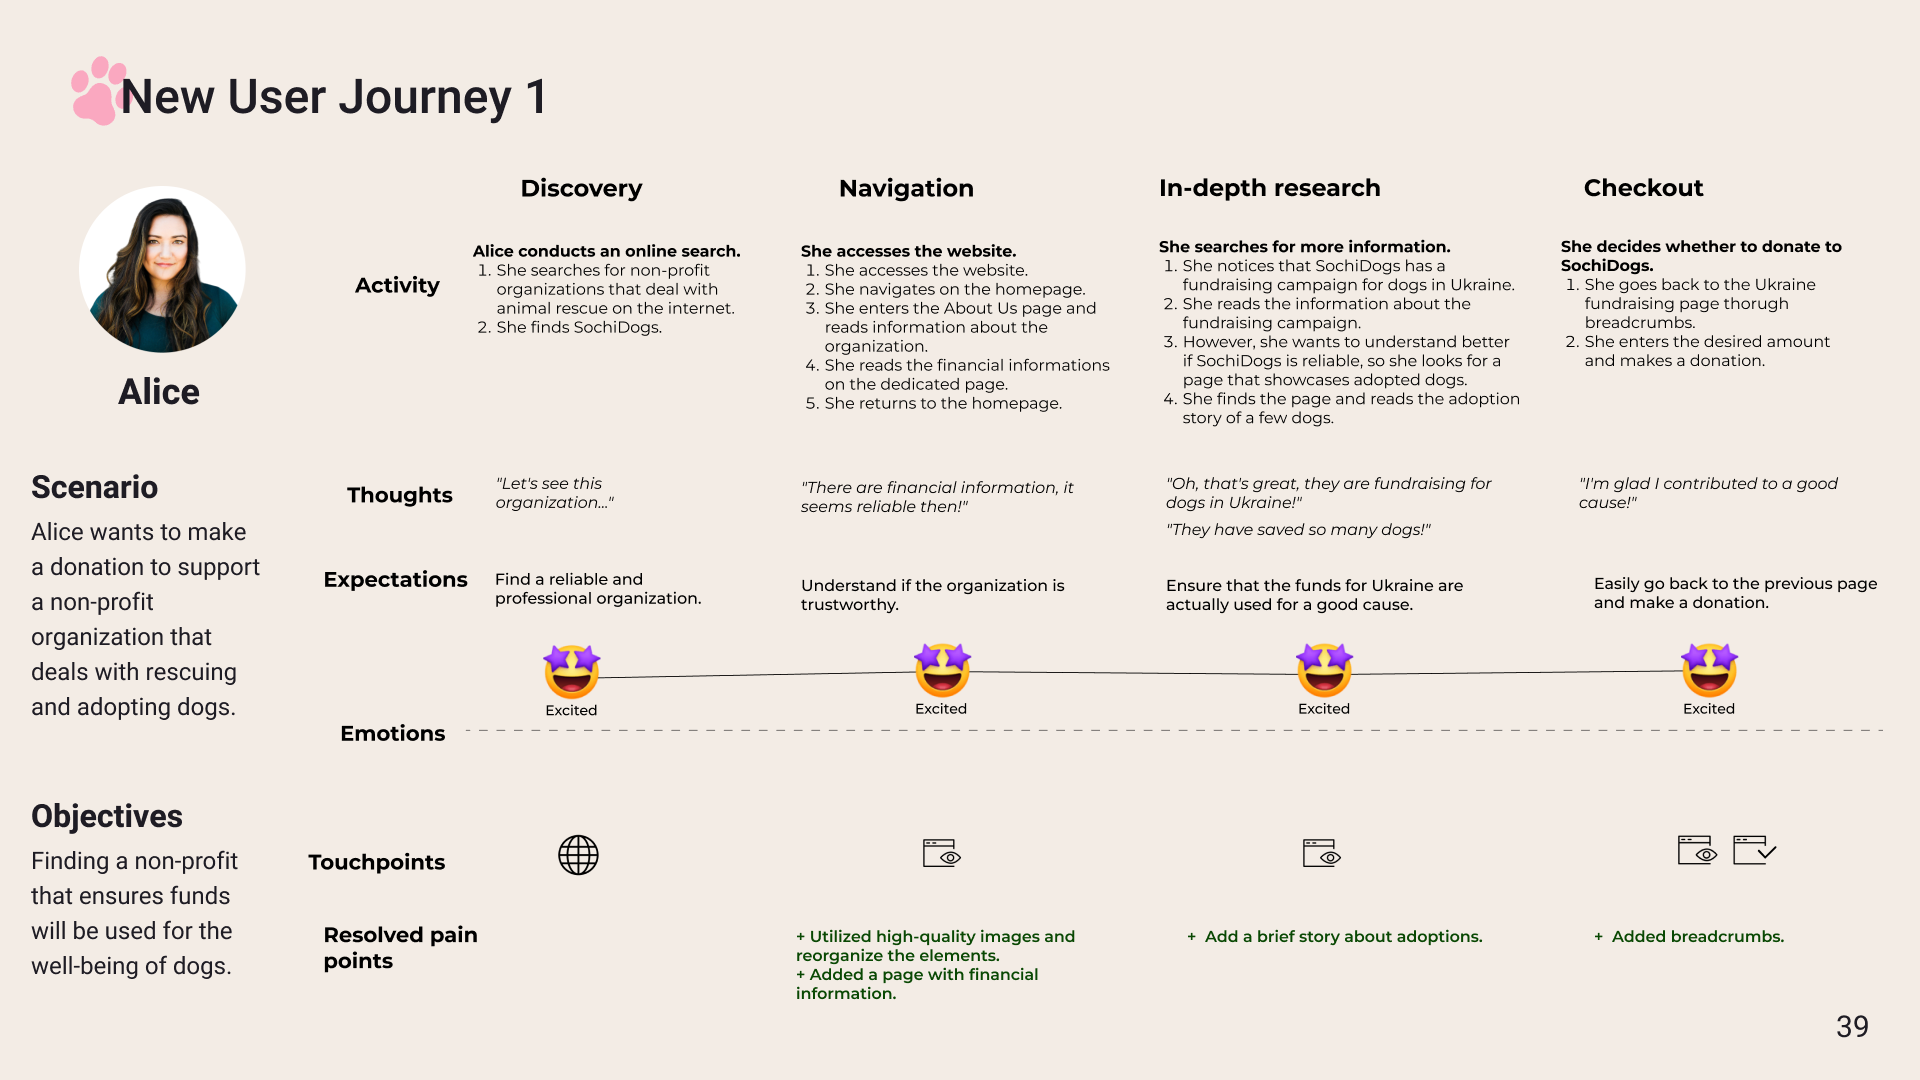 New User Journey 1
Alice
Scenario
Alice wants to make
a donation to support
a non-profit
organization that
deals with rescuing
and adopting dogs.
Objectives
Finding a non-profit
that ensures funds
will be used for the
well-being of dogs.
Discovery
Navigation
In-depth research
Checkout
Activity
Alice conducts an online search.
1. She searches for non-profit
organizations that deal with
animal rescue on the internet.
2. She finds SochiDogs.
She accesses the website.
1. She accesses the website.
2. She navigates on the homepage.
3. She enters the About Us page and
reads information about the
organization.
4. She reads the financial informations
on the dedicated page.
5. She returns to the homepage.
She searches for more information.
1. She notices that SochiDogs has a
fundraising campaign for dogs in Ukraine.
2. She reads the information about the
fundraising campaign.
3. However, she wants to understand better
if SochiDogs is reliable, so she looks for a
page that showcases adopted dogs.
4. She finds the page and reads the adoption
story of a few dogs.
She decides whether to donate to
SochiDogs.
1. She goes back to the Ukraine
fundraising page thorugh
breadcrumbs.
2. She enters the desired amount
and makes a donation.
Thoughts
"Let's see this
organization..."
"There are financial information, it
seems reliable then!"
"Oh, that's great, they are fundraising for
dogs in Ukraine!"
"They have saved so many dogs!"
"I'm glad I contributed to a good
cause!"
Expectations
Find a reliable and
professional organization.
Understand if the organization is
trustworthy.
Ensure that the funds for Ukraine are
actually used for a good cause.
Easily go back to the previous page
and make a donation.
Emotions
Excited
Excited
Excited
Excited
Touchpoints
Resolved pain
points
+ Utilized high-quality images and
reorganize the elements.
+ Added a page with financial
information.
+ Add a brief story about adoptions.
+ Added breadcrumbs.
39